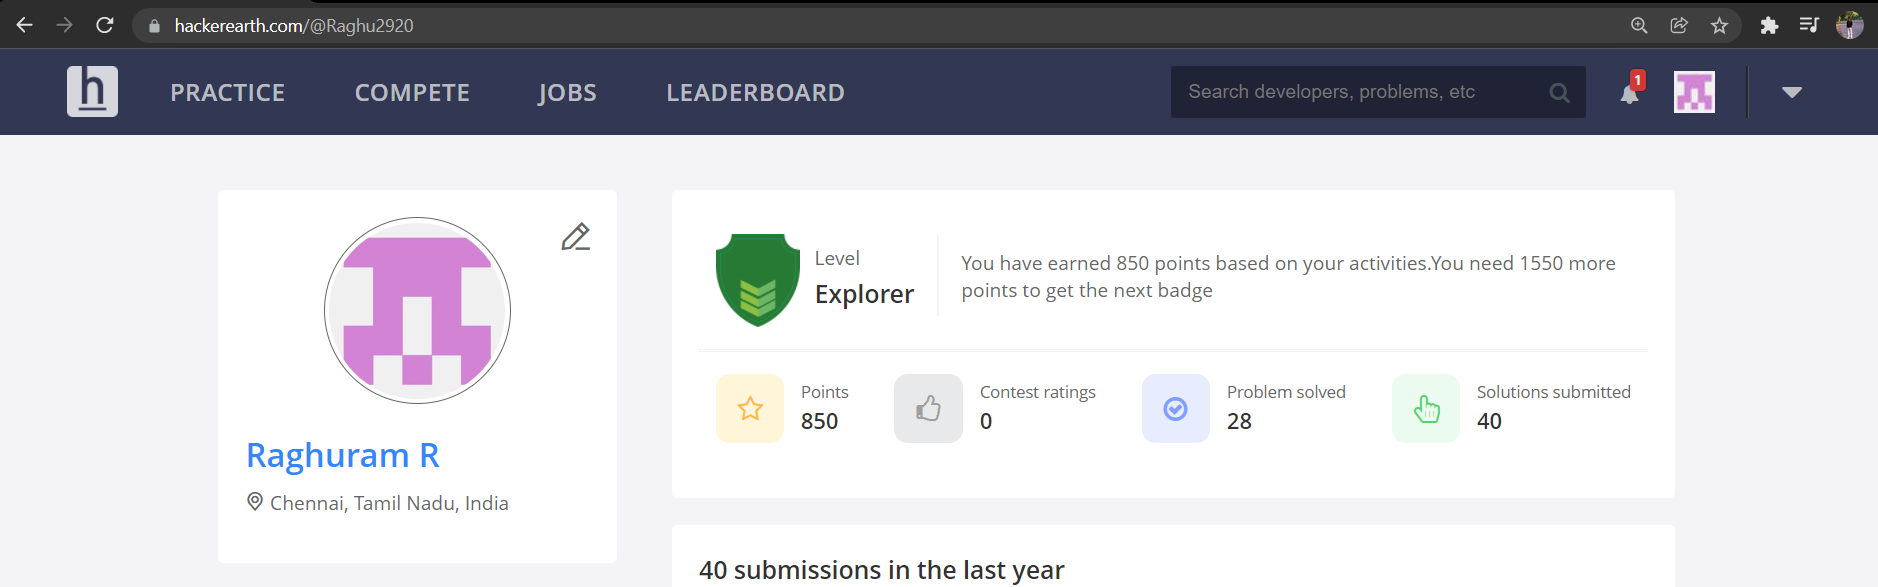 hackerearth.com/@Raghu2920
h
PRACTICE COMPETE JOBS LEADERBOARD
Search developers, problems, etc
1
Raghuram R
Chennai, Tamil Nadu, India
Level
Explorer
You have earned 850 points based on your activities.You need 1550 more
points to get the next badge
Points
850
Contest ratings
0
Problem solved
28
Solutions submitted
40
40 submissions in the last year